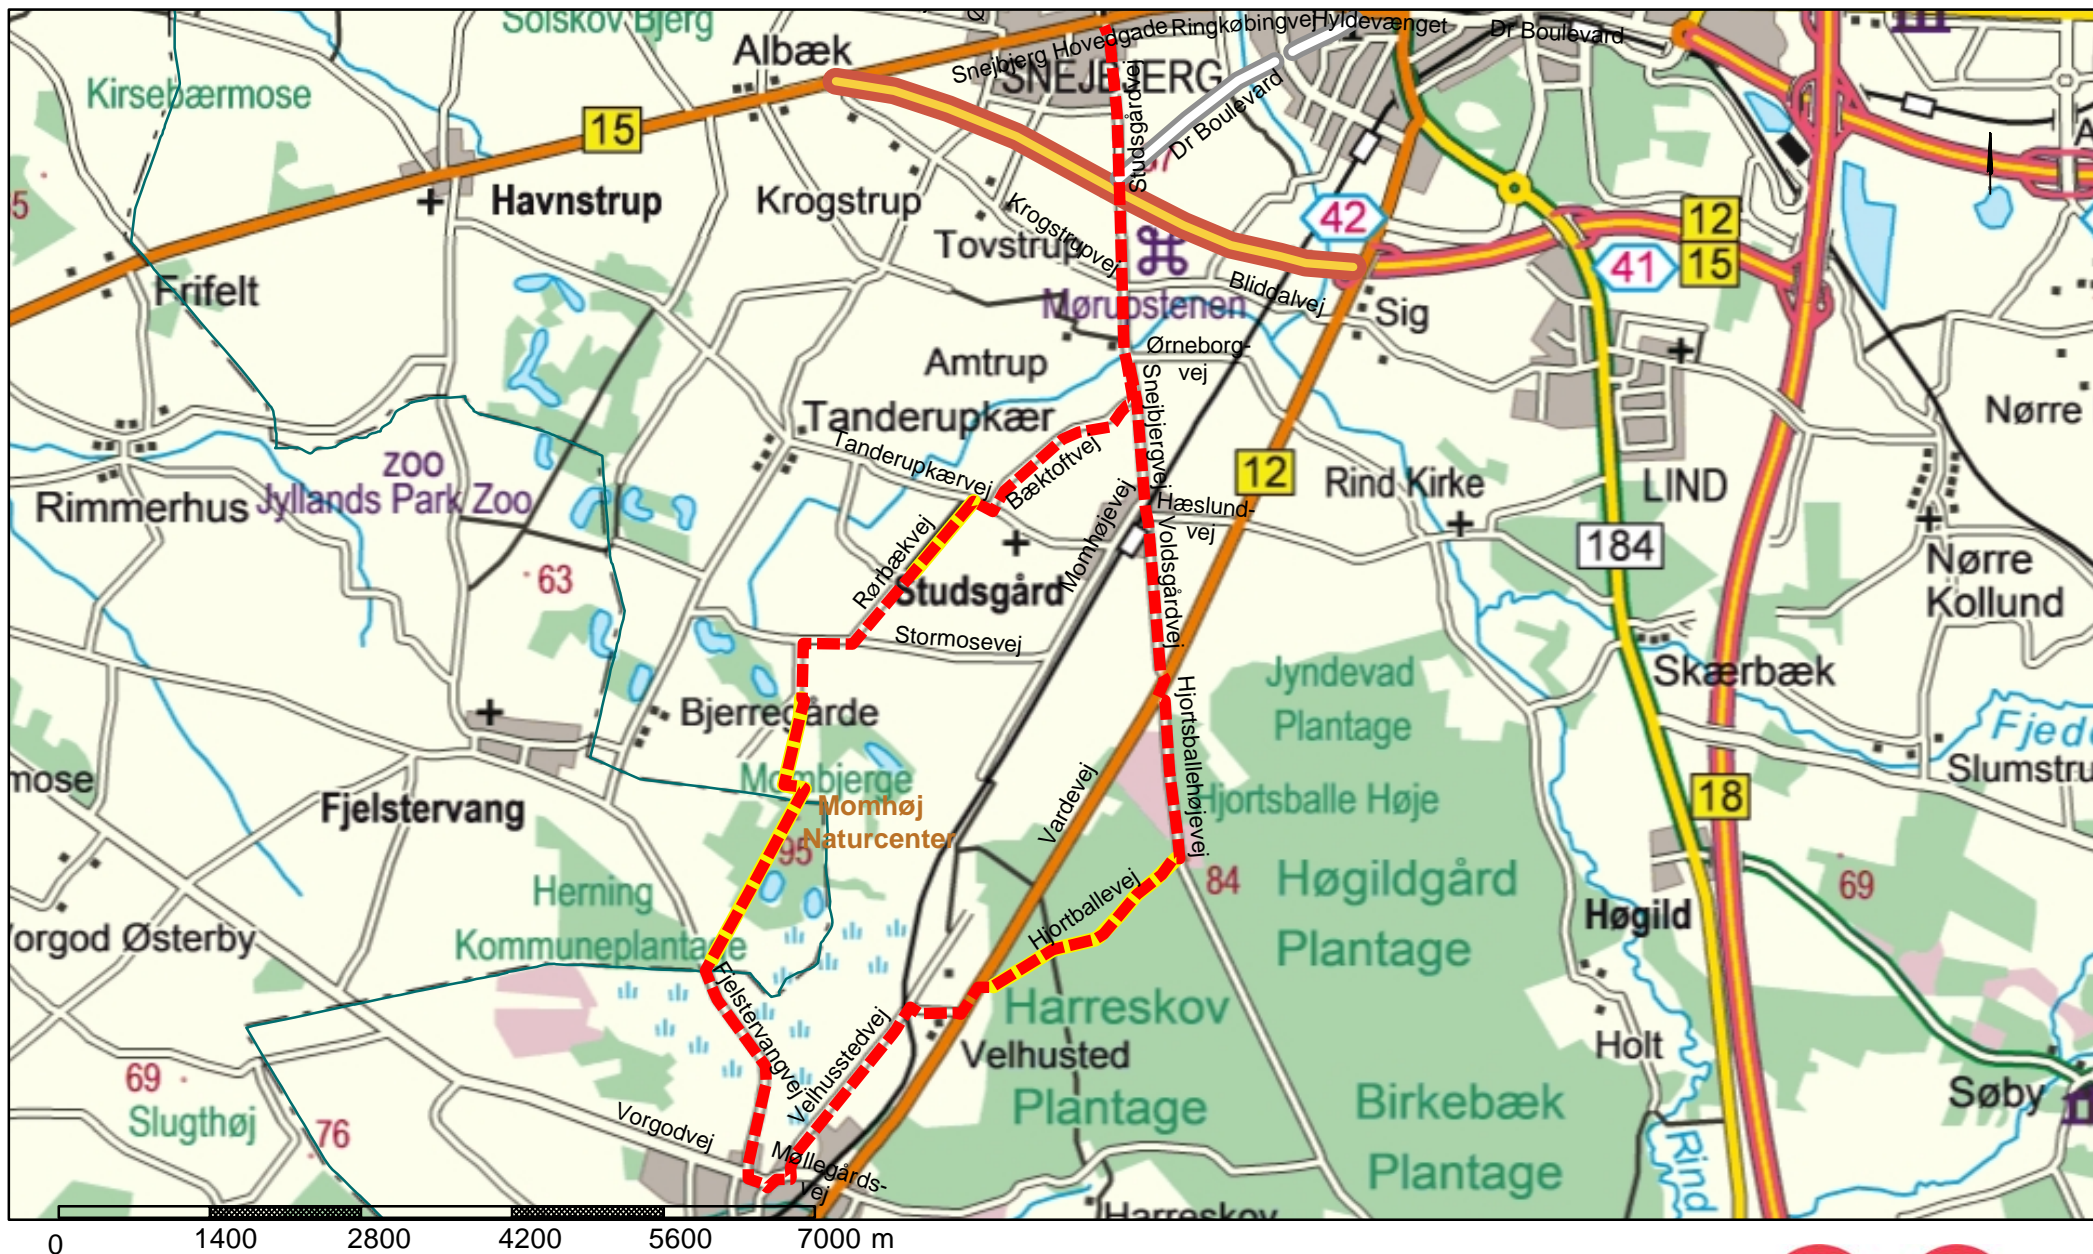 Solskov Bjerg
Albæk
Snejbjerg Hovedgade
Ringkøbingvej
Hyldevænget
Dr Boulevard
SNEJBJERG
Kirsebærmose
15
Studsgårdvej
Dr Boulevard
Havnstrup
Krogstrup
Krogstrupvej
Tovstrup
42
12
15
41
5
Frifelt
Mørupstenen
Bliddalvej
Sig
Amtrup
Ørneborg-
vej
Snejbjergvej
Tanderupkær
Tanderupkærvej
Bæktoftvej
Nørre
ZOO
Jyllands Park Zoo
Rimmerhus
12
Rind Kirke
LIND
Momhøjevej
Hæslund-
vej
Voldsgårdvej
184
63
Rørbækvej
Studsgård
Nørre
Kollund
Stormosevej
Jyndevad
Plantage
Skærbæk
Hjortsballehøjevej
Bjerregårde
Slumstru
mose
Mombjerge
Momhøj
Naturcenter
95
Fjelstervang
Vardevej
Hjortsballe Høje
18
Herning
Kommuneplantage
84
Høgildgård
Plantage
69
Høgild
Hjortballevej
orgod Østerby
Fjelstervangvej
Velhusstedvej
Harreskov
Plantage
Velhusted
Holt
69
Slugthøj
76
Vorgodvej
Møllegårds-
vej
Birkebæk
Plantage
Søby
Rind
Harreskov
0 1400 2800 4200 5600 7000 m